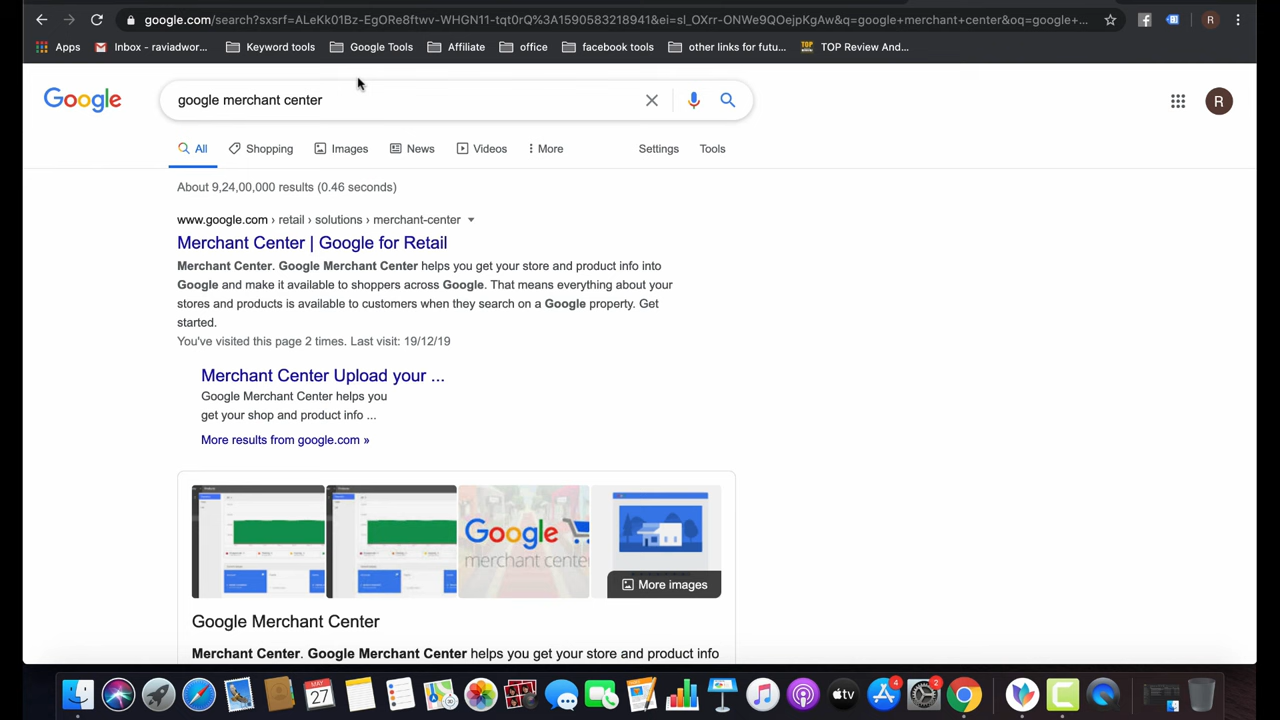 google.com/search?sxsrf=ALeKk01Bz-EgORe8ftwv-WHGN11-tqt0rQ%3A1590583218941&ei=sl_OXrr-ONWe9QOejpKgAw&q=google+merchant+center&oq=google+...
R
Apps
Inbox - raviadwor...
Keyword tools
Google Tools
Affiliate
office
facebook tools
other links for futu...
TOP Review And...
Google
google merchant center
R
All
Shopping
Images
News
Videos
More
Settings
Tools
About 9,24,00,000 results (0.46 seconds)
www.google.com › retail › solutions › merchant-center
Merchant Center | Google for Retail
Merchant Center. Google Merchant Center helps you get your store and product info into
Google and make it available to shoppers across Google. That means everything about your
stores and products is available to customers when they search on a Google property. Get
started.
You've visited this page 2 times. Last visit: 19/12/19
Merchant Center Upload your ...
Google Merchant Center helps you
get your shop and product info ...
More results from google.com »
Google
merchant cente
More images
Google Merchant Center
Merchant Center. Google Merchant Center helps you get your store and product info
MAY
27
tv
4
2